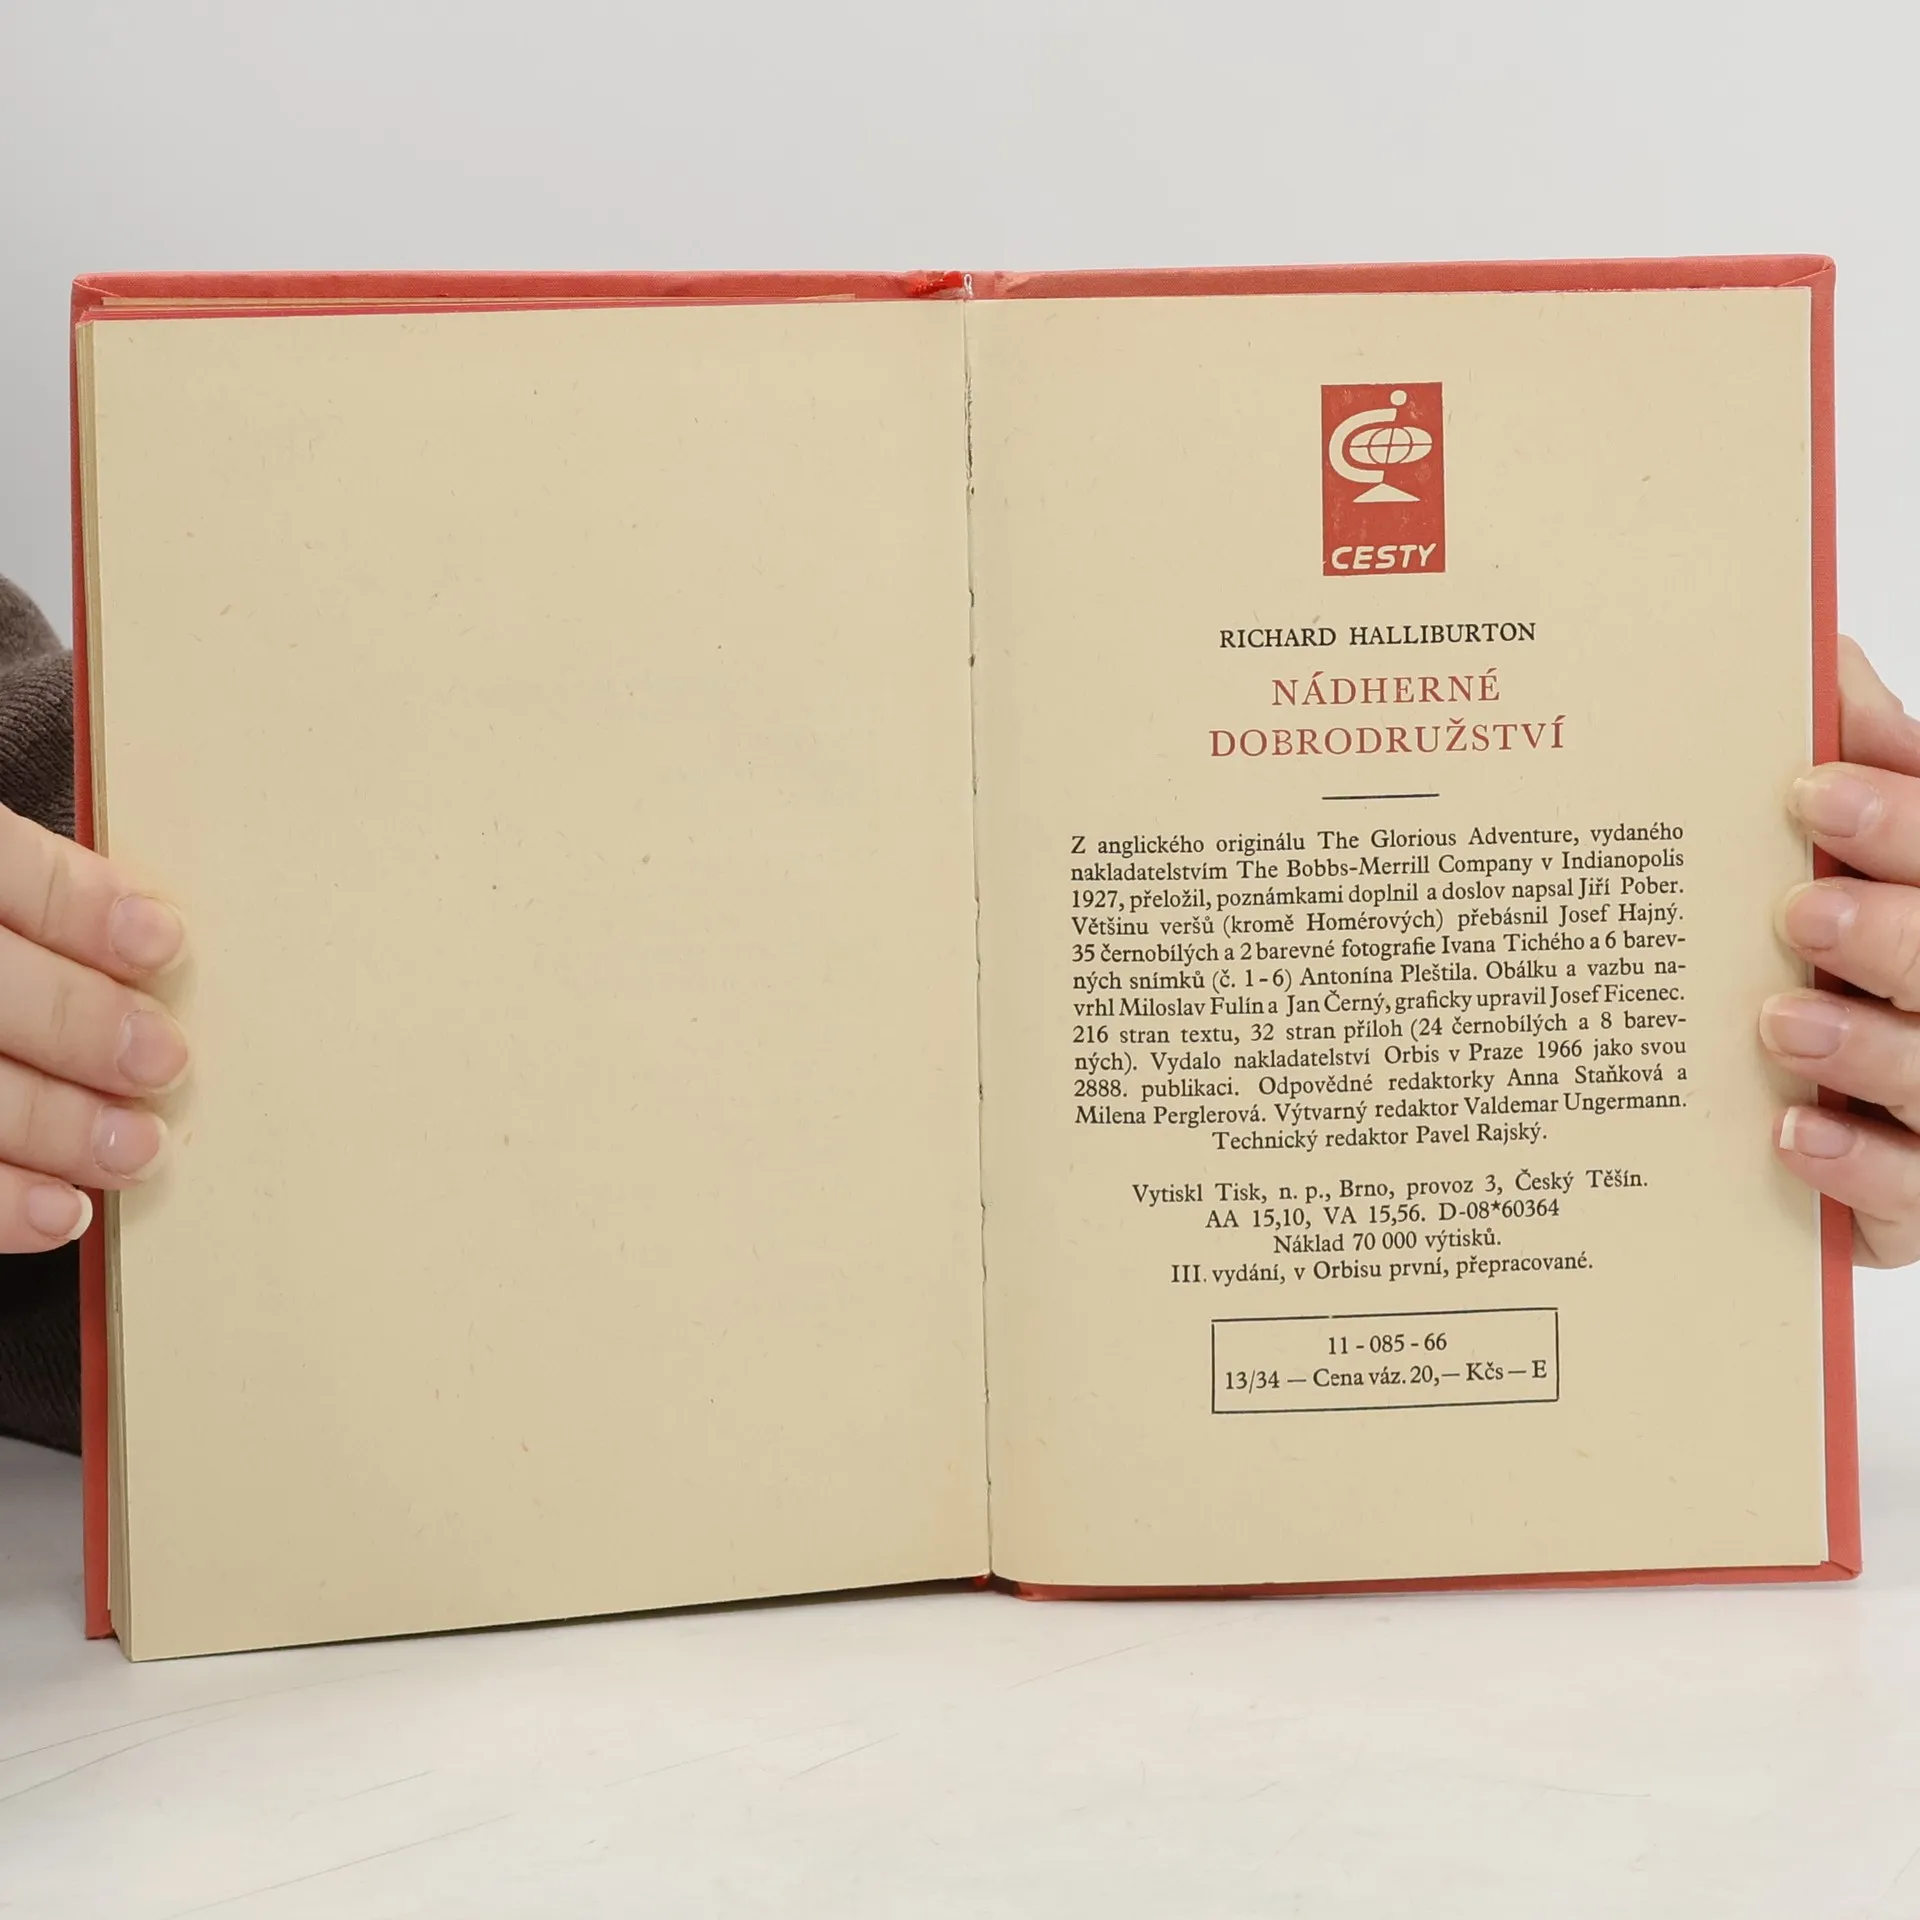 CESTY
RICHARD HALLIBURTON
NÁDHERNÉ
DOBRODRUŽSTVÍ
Z anglického originálu The Glorious Adventure, vydaného
nakladatelstvím The Bobbs-Merrill Company v Indianopolis
1927, přeložil, poznámkami doplnil a doslov napsal Jiří Pober.
Většinu veršů (kromě Homérových) přebásnil Josef Hajný.
35 černobílých a 2 barevné fotografie Ivana Tichého a 6 barev-
ných snímků (č. 1-6) Antonína Pleštila. Obálku a vazbu na-
vrhl Miloslav Fulín a Jan Černý, graficky upravil Josef Ficenec.
216 stran textu, 32 stran příloh (24 černobílých a 8 barev-
ných). Vydalo nakladatelství Orbis v Praze 1966 jako svou
2888. publikaci. Odpovědné redaktorky Anna Staňková a
Milena Perglerová. Výtvarný redaktor Valdemar Ungermann.
Technický redaktor Pavel Rajský.
Vytiskl Tisk, n. p., Brno, provoz 3, Český Těšín.
AA 15,10, VA 15,56. D-08*60364
Náklad 70 000 výtisků.
III. vydání, v Orbisu první, přepracované.
11 - 085 - 66
13/34 — Cena váz. 20,— Kčs — E